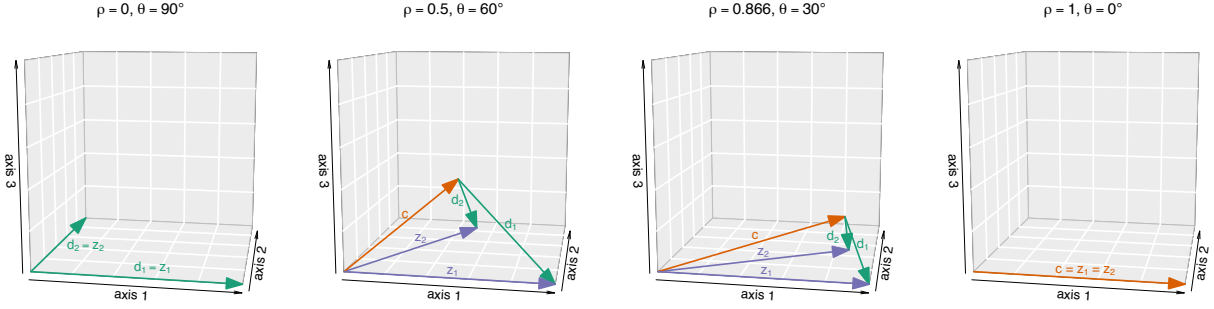 ρ = 0, θ = 90°
axis 3
d₂ = z₂
d₁ = z₁
axis 1
axis 2
ρ = 0.5, θ = 60°
axis 3
c
d₂
d₁
z₂
z₁
axis 1
axis 2
ρ = 0.866, θ = 30°
axis 3
c
d₂
d₁
z₂
z₁
axis 1
axis 2
ρ = 1, θ = 0°
axis 3
c = z₁ = z₂
axis 1
axis 2